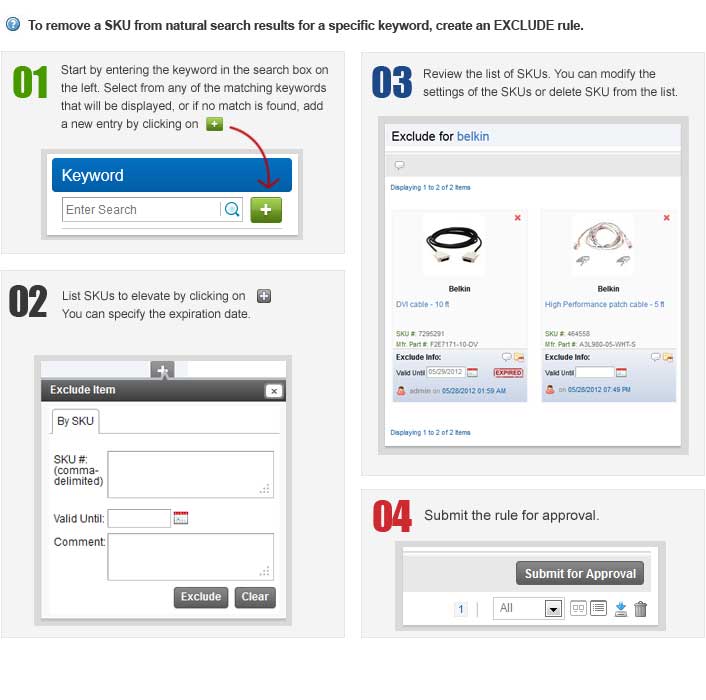 To remove a SKU from natural search results for a specific keyword, create an EXCLUDE rule.
01
Start by entering the keyword in the search box on
the left. Select from any of the matching keywords
that will be displayed, or if no match is found, add
a new entry by clicking on
Keyword
Enter Search
02
List SKUs to elevate by clicking on
You can specify the expiration date.
Exclude Item
By SKU
SKU #:
(comma-
delimited)
Valid Until:
Comment:
Exclude Clear
03
Review the list of SKUs. You can modify the
settings of the SKUs or delete SKU from the list.
Exclude for belkin
Displaying 1 to 2 of 2 Items
Belkin
DVI cable - 10 ft
SKU #: 7295291
Mfr. Part #: F2E7171-10-DV
Exclude Info:
Valid Until 05/29/2012 EXPIRED
admin on 05/28/2012 01:59 AM
Belkin
High Performance patch cable - 5 ft
SKU #: 464558
Mfr. Part #: A3L980-05-WHT-S
Exclude Info:
Valid Until
on 05/28/2012 07:49 PM
Displaying 1 to 2 of 2 Items
04
Submit the rule for approval.
Submit for Approval
1 | All